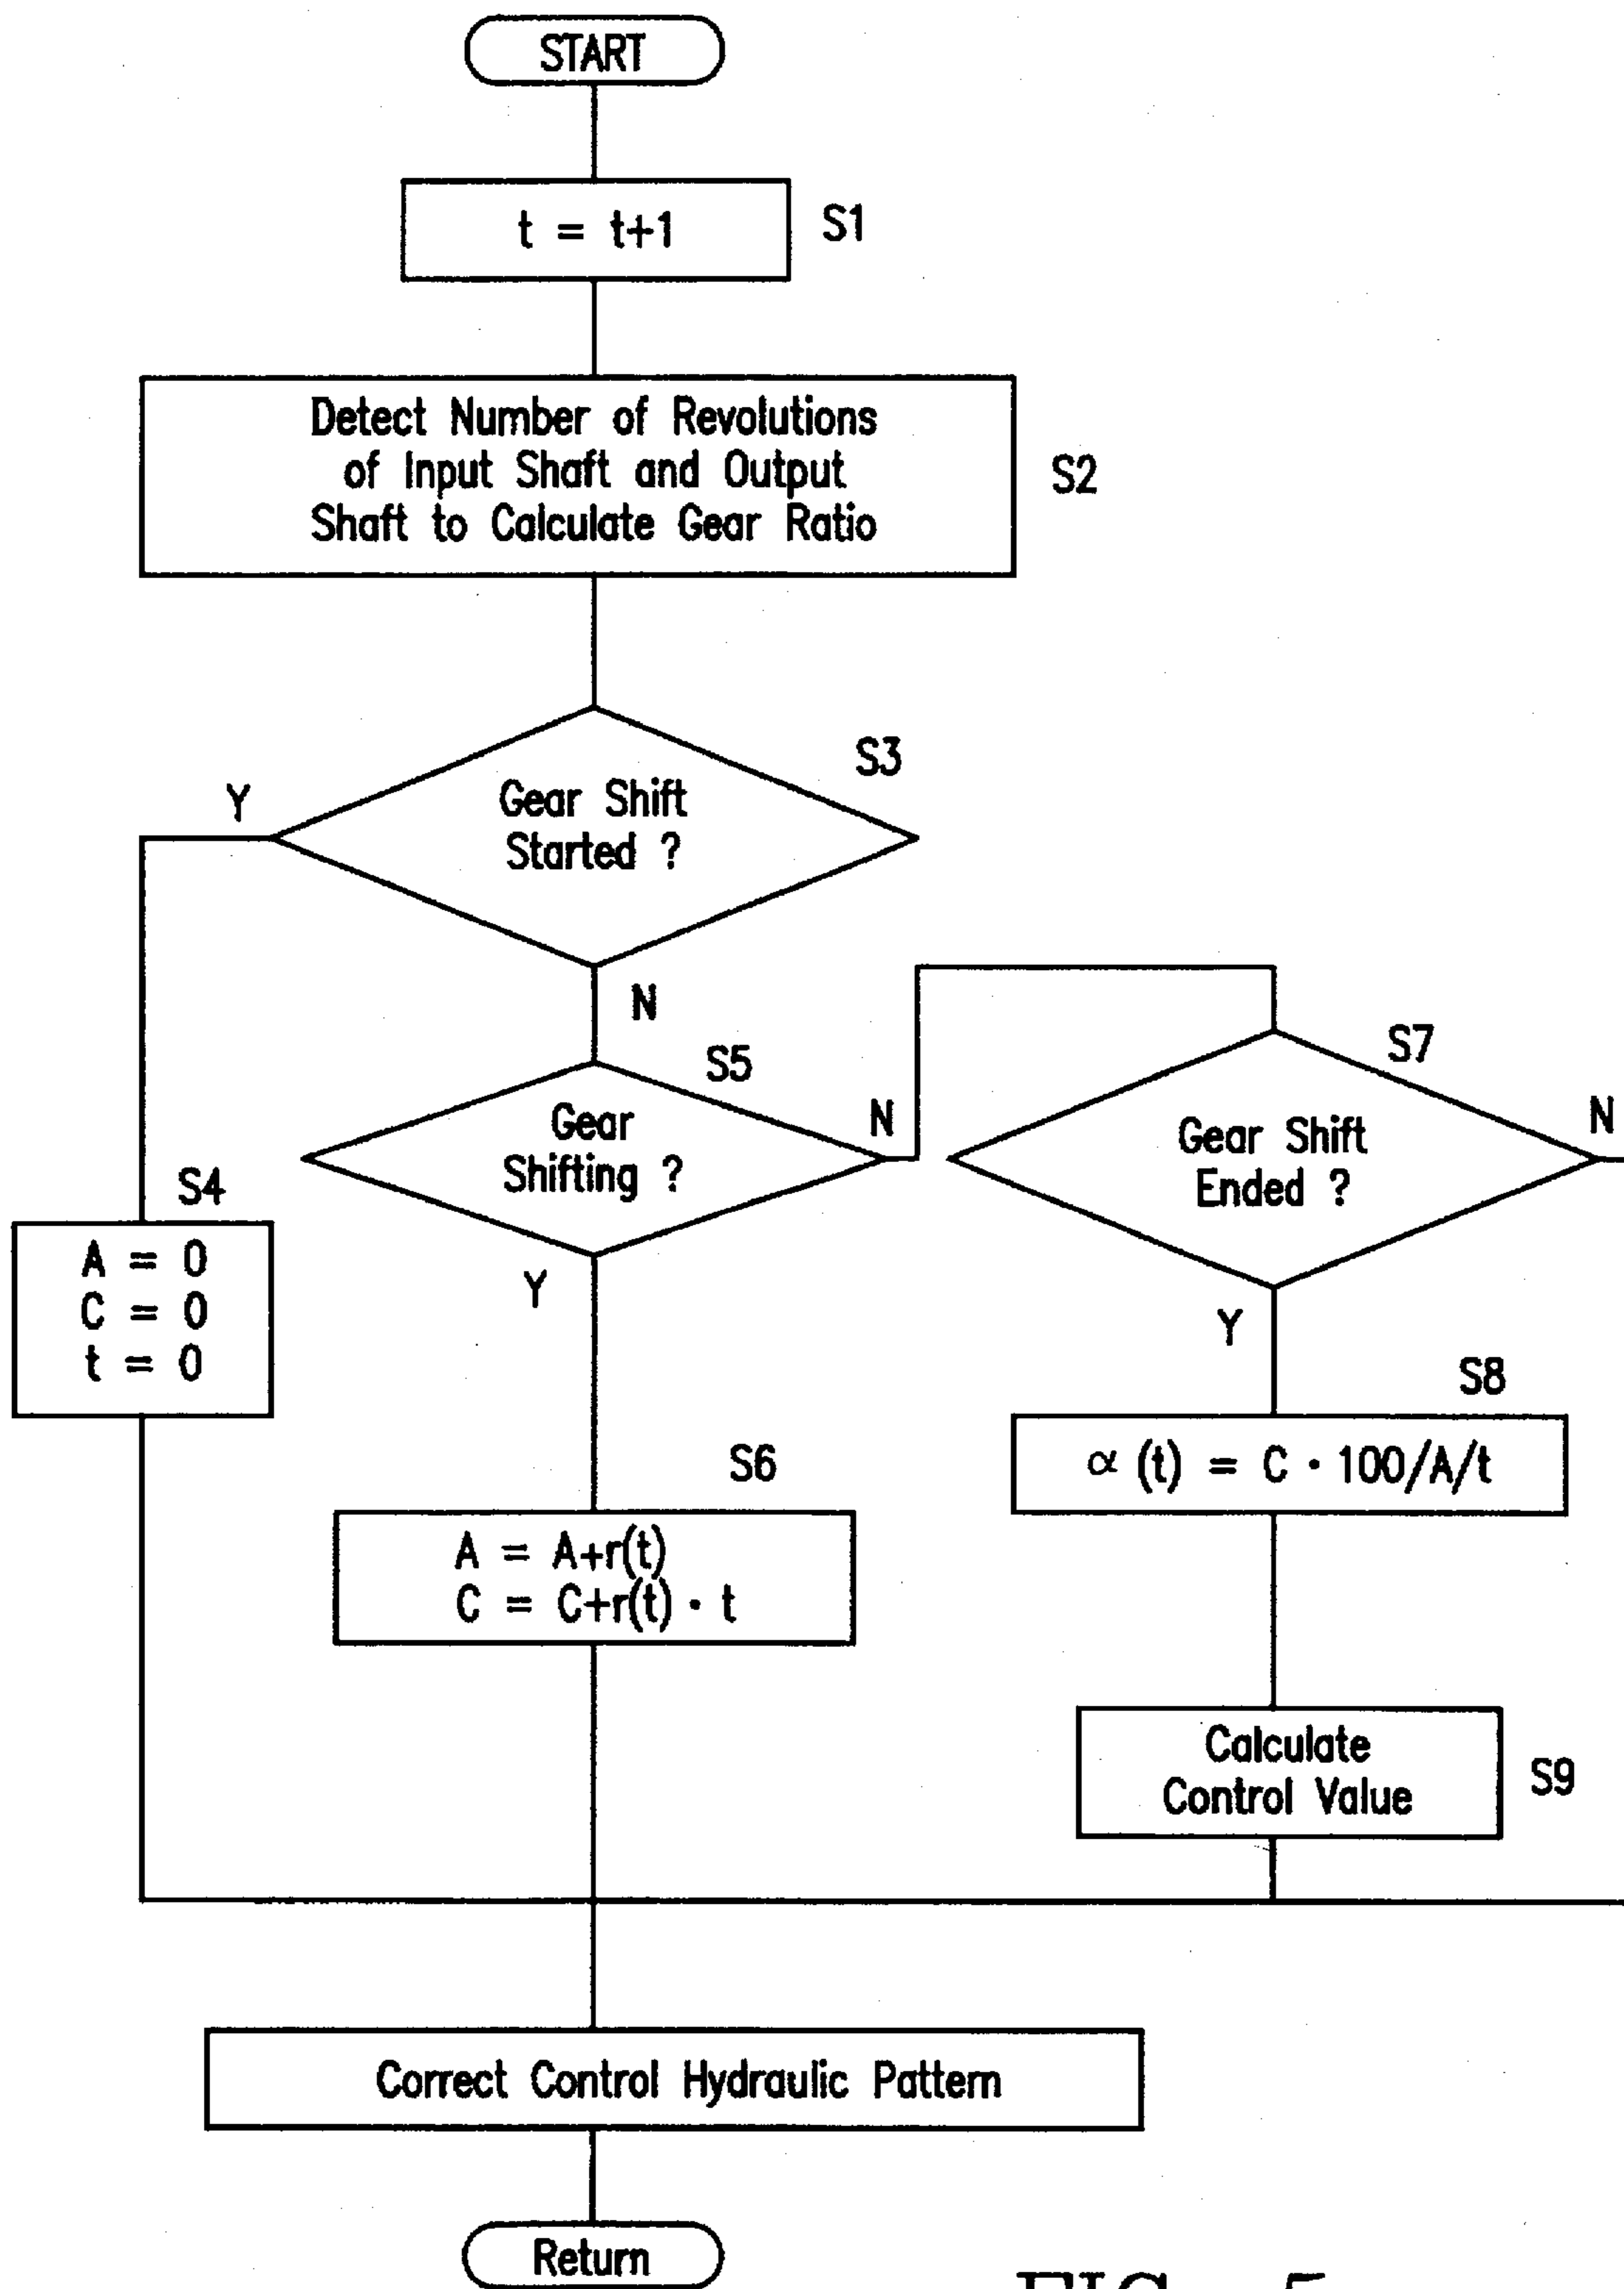 START
t = t+1
S1
Detect Number of Revolutions
of Input Shaft and Output
Shaft to Calculate Gear Ratio
S2
S3
Y
Gear Shift
Started ?
N
S5
Gear
Shifting ?
N
S7
Gear Shift
Ended ?
N
S4
A = 0
C = 0
t = 0
Y
Y
S6
A = A+r(t)
C = C+r(t) · t
S8
α (t) = C · 100/A/t
Calculate
Control Value
S9
Correct Control Hydraulic Pattern
Return
FIG. 5